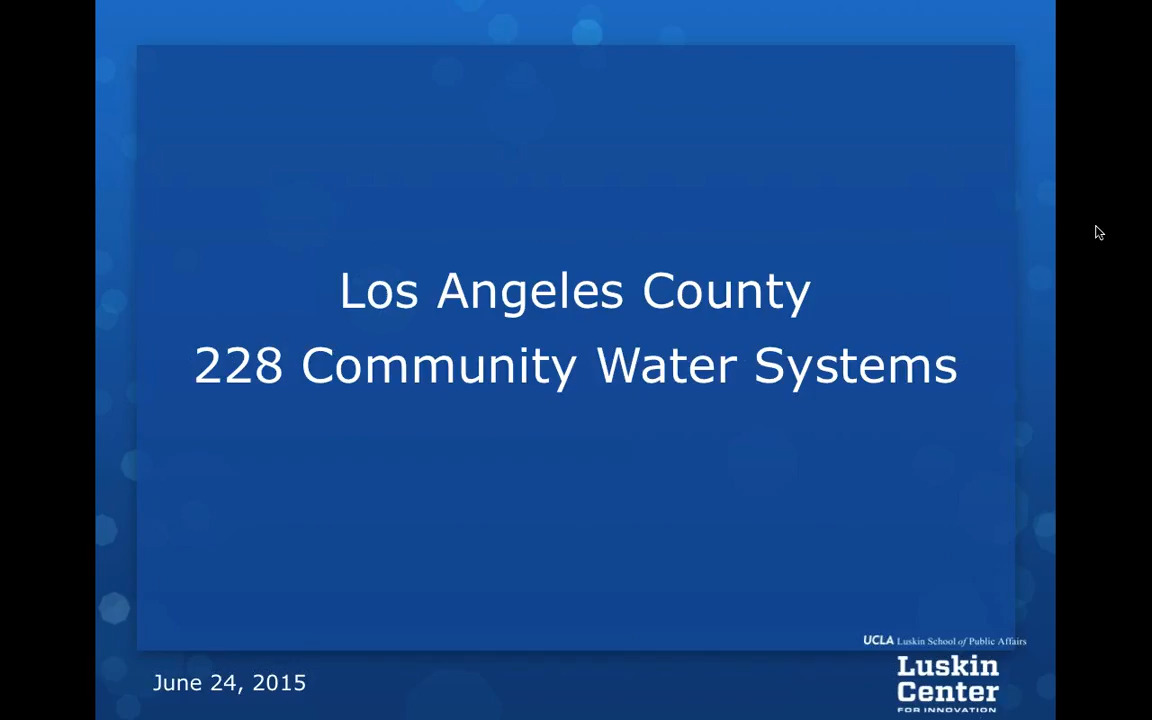 Los Angeles County
228 Community Water Systems
June 24, 2015
UCLA Luskin School of Public Affairs
Luskin
Center
FOR INNOVATION